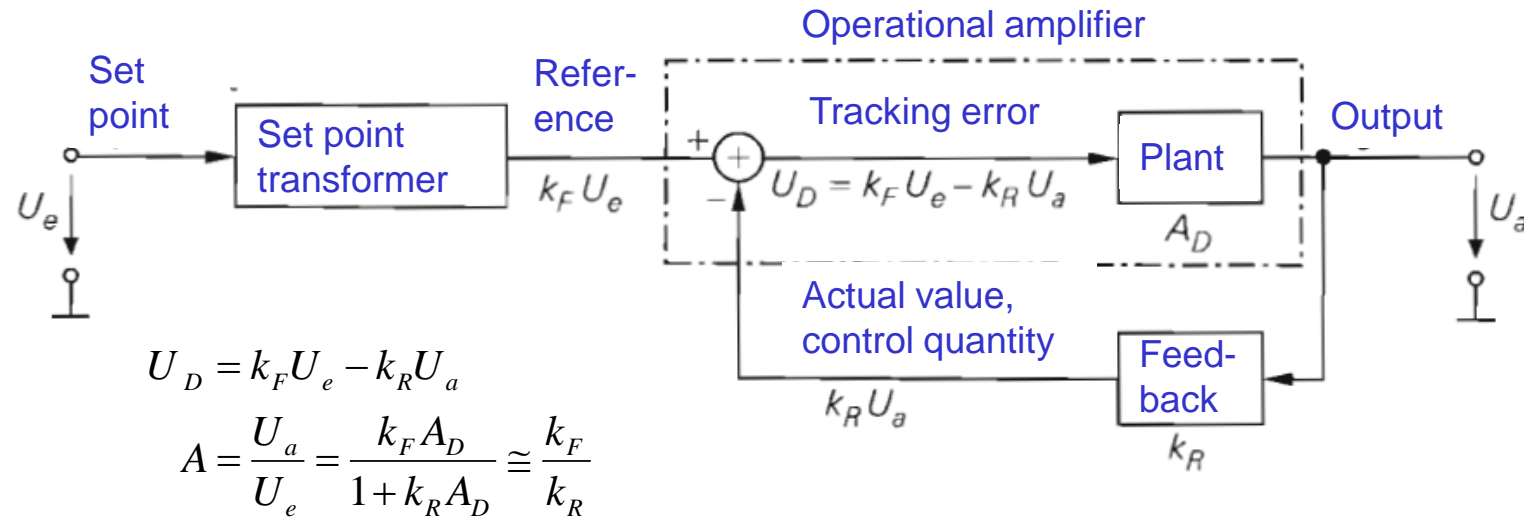 Operational amplifier
Set
point
Set point
transformer
Refer-
ence
Tracking error
Plant
Output
+
+
−
U_e
k_F U_e
U_D = k_F U_e − k_R U_a
A_D
U_a
Actual value,
control quantity
Feed-
back
k_R U_a
k_R
U_D = k_F U_e − k_R U_a
A = U_a / U_e = k_F A_D / (1 + k_R A_D) ≅ k_F / k_R